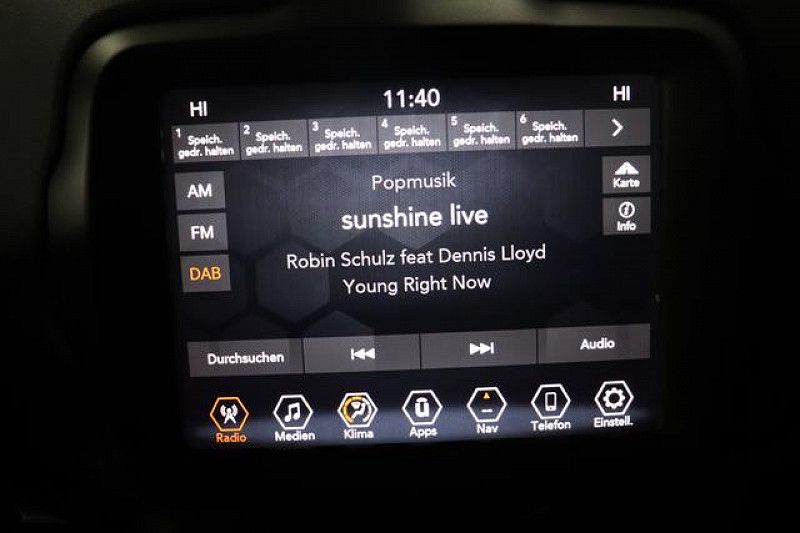 HI 11:40 HI
1 Speich. gedr. halten
2 Speich. gedr. halten
3 Speich. gedr. halten
4 Speich. gedr. halten
5 Speich. gedr. halten
6 Speich. gedr. halten
AM
FM
DAB
Popmusik
sunshine live
Robin Schulz feat Dennis Lloyd
Young Right Now
Karte
Info
Durchsuchen
Audio
Radio
Medien
Klima
Apps
Nav
Telefon
Einstell.